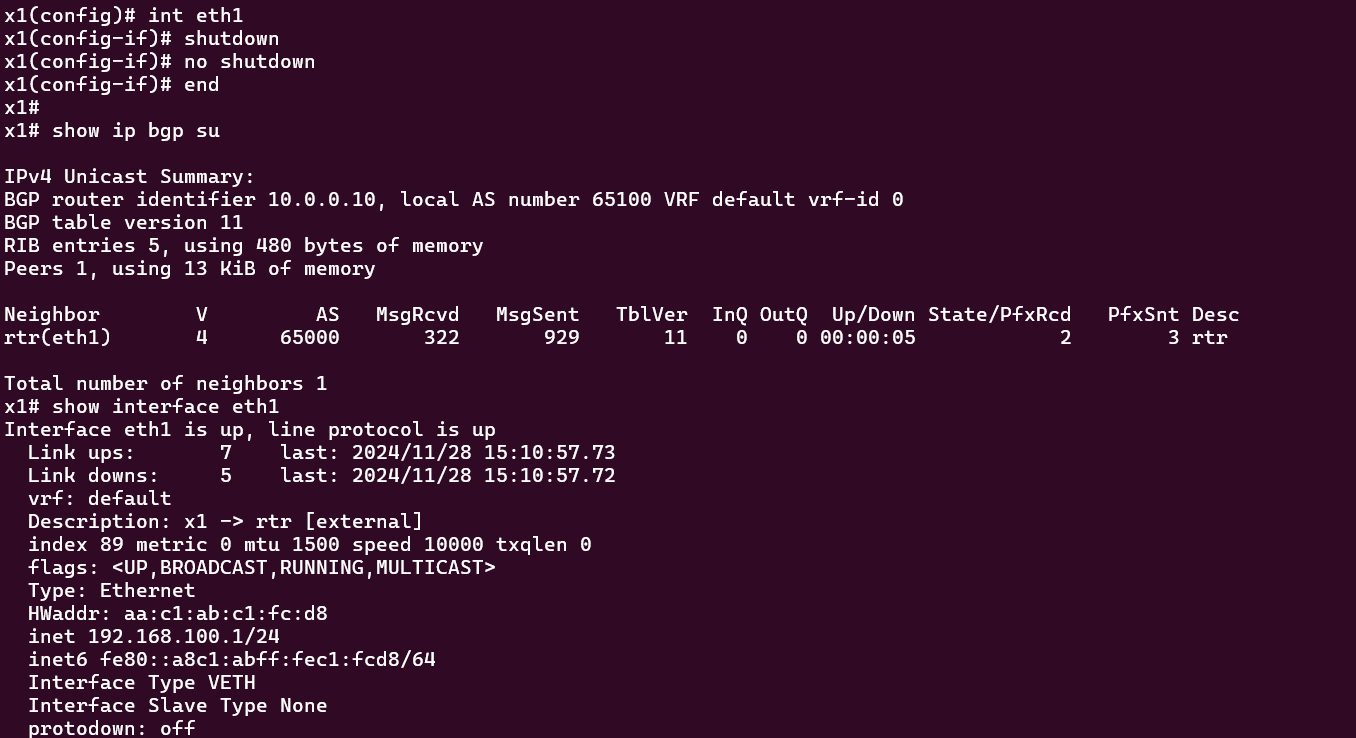 x1(config)# int eth1
x1(config-if)# shutdown
x1(config-if)# no shutdown
x1(config-if)# end
x1#
x1# show ip bgp su

IPv4 Unicast Summary:
BGP router identifier 10.0.0.10, local AS number 65100 VRF default vrf-id 0
BGP table version 11
RIB entries 5, using 480 bytes of memory
Peers 1, using 13 KiB of memory

Neighbor        V         AS   MsgRcvd   MsgSent   TblVer  InQ OutQ  Up/Down State/PfxRcd   PfxSnt Desc
rtr(eth1)       4      65000       322       929       11    0    0 00:00:05            2        3 rtr

Total number of neighbors 1
x1# show interface eth1
Interface eth1 is up, line protocol is up
  Link ups:       7    last: 2024/11/28 15:10:57.73
  Link downs:     5    last: 2024/11/28 15:10:57.72
  vrf: default
  Description: x1 -> rtr [external]
  index 89 metric 0 mtu 1500 speed 10000 txqlen 0
  flags: <UP,BROADCAST,RUNNING,MULTICAST>
  Type: Ethernet
  HWaddr: aa:c1:ab:c1:fc:d8
  inet 192.168.100.1/24
  inet6 fe80::a8c1:abff:fec1:fcd8/64
  Interface Type VETH
  Interface Slave Type None
  protodown: off